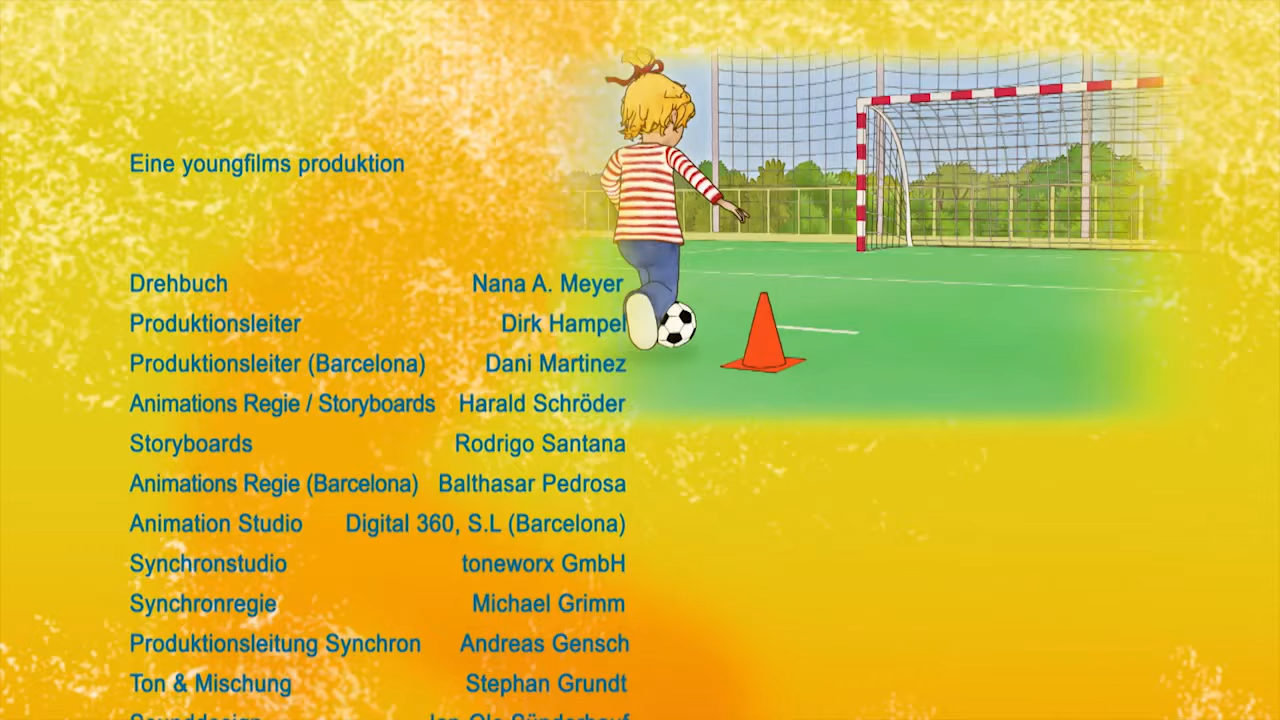 Eine youngfilms produktion
Drehbuch Nana A. Meyer
Produktionsleiter Dirk Hampel
Produktionsleiter (Barcelona) Dani Martinez
Animations Regie / Storyboards Harald Schröder
Storyboards Rodrigo Santana
Animations Regie (Barcelona) Balthasar Pedrosa
Animation Studio Digital 360, S.L (Barcelona)
Synchronstudio toneworx GmbH
Synchronregie Michael Grimm
Produktionsleitung Synchron Andreas Gensch
Ton & Mischung Stephan Grundt